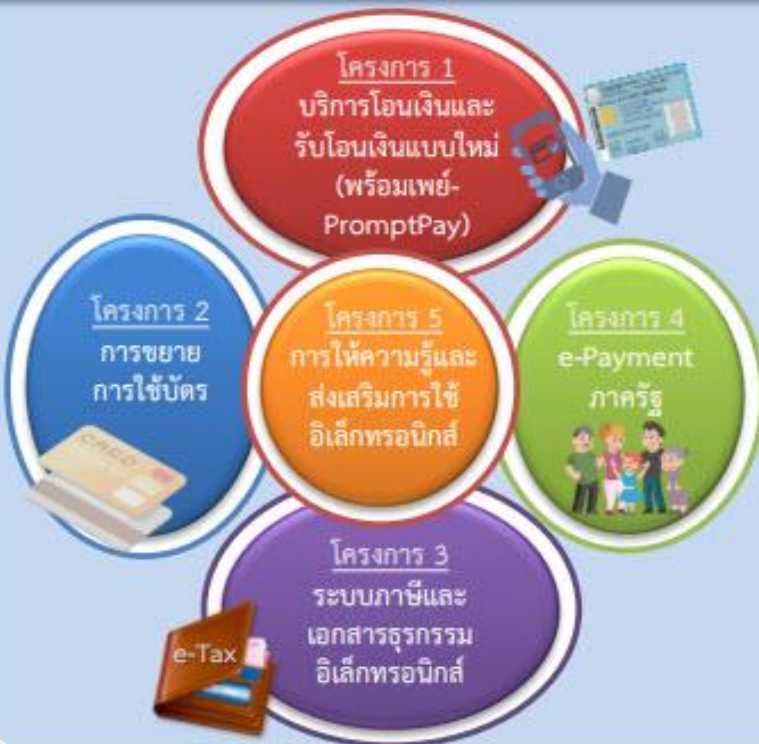 โครงการ 1
บริการโอนเงินและ
รับโอนเงินแบบใหม่
(พร้อมเพย์-
PromptPay)
โครงการ 2
การขยาย
การใช้บัตร
CARD
โครงการ 5
การให้ความรู้และ
ส่งเสริมการใช้
อิเล็กทรอนิกส์
โครงการ 4
e-Payment
ภาครัฐ
โครงการ 3
ระบบภาษีและ
เอกสารธุรกรรม
อิเล็กทรอนิกส์
e-Tax